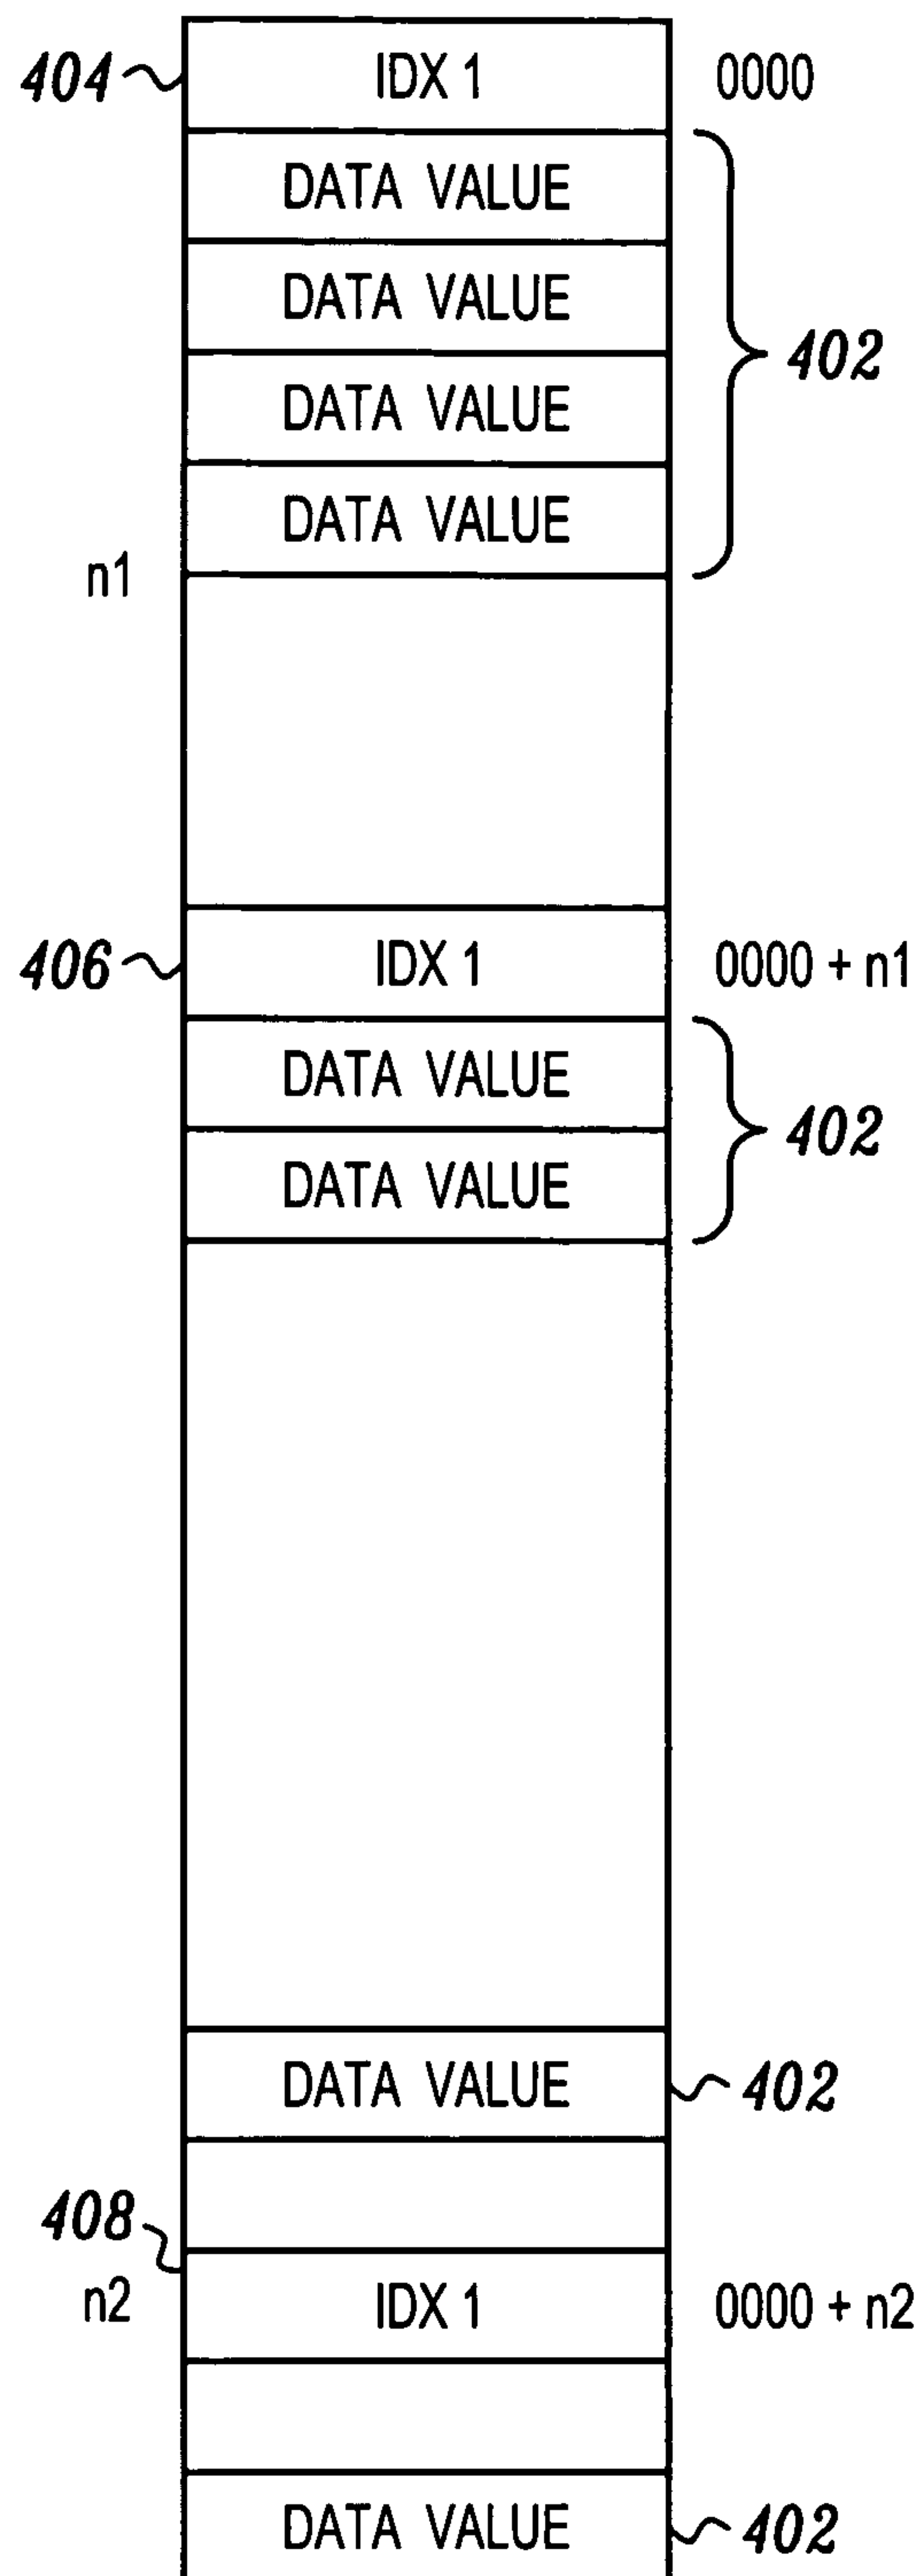 404 IDX 1 0000
DATA VALUE
DATA VALUE
402
DATA VALUE
DATA VALUE
n1
406 IDX 1 0000 + n1
DATA VALUE
402
DATA VALUE
DATA VALUE 402
408
n2 IDX 1 0000 + n2
DATA VALUE 402